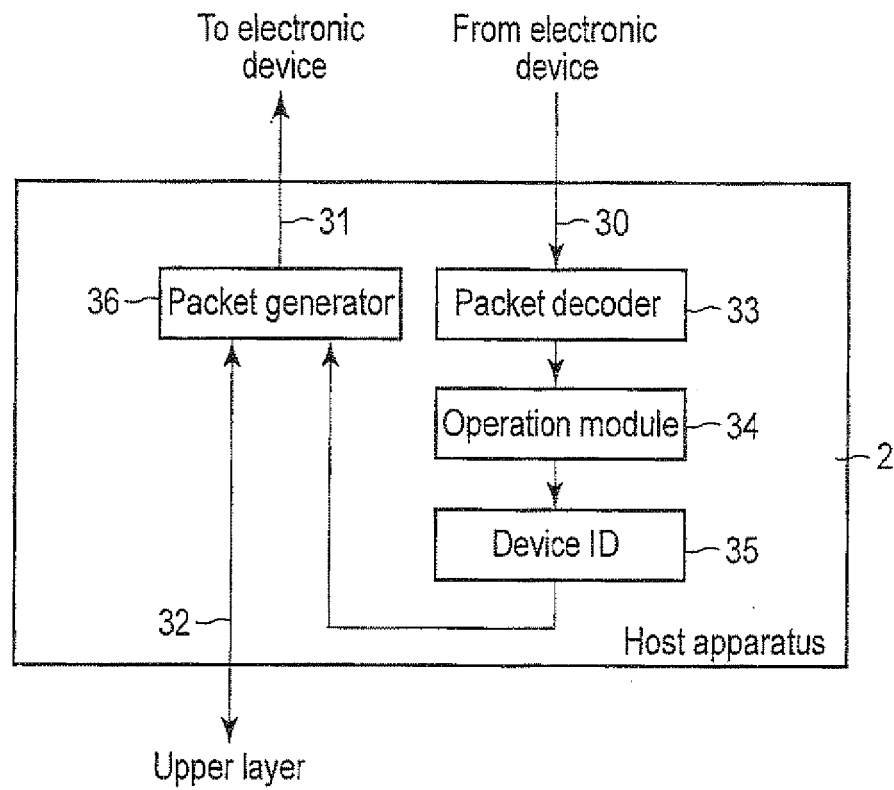 To electronic
device
From electronic
device
31
30
36
Packet generator
Packet decoder
33
Operation module
34
2
Device ID
35
32
Host apparatus
Upper layer